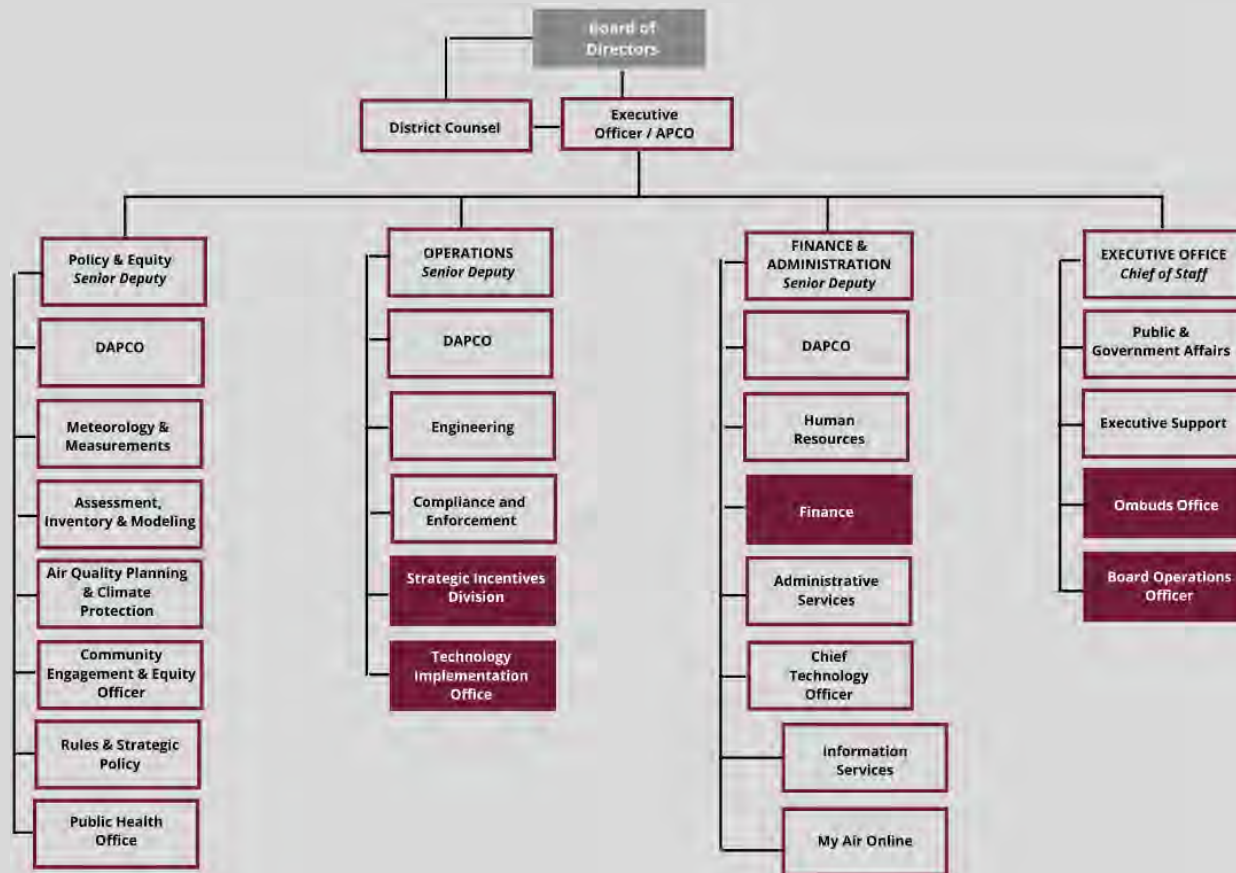 Board of
Directors
District Counsel
Executive
Officer / APCO
Policy & Equity
Senior Deputy
DAPCO
Meteorology &
Measurements
Assessment,
Inventory & Modeling
Air Quality Planning
& Climate
Protection
Community
Engagement & Equity
Officer
Rules & Strategic
Policy
Public Health
Office
OPERATIONS
Senior Deputy
DAPCO
Engineering
Compliance and
Enforcement
Strategic Incentives
Division
Technology
Implementation
Office
FINANCE &
ADMINISTRATION
Senior Deputy
DAPCO
Human
Resources
Finance
Administrative
Services
Chief
Technology
Officer
Information
Services
My Air Online
EXECUTIVE OFFICE
Chief of Staff
Public &
Government Affairs
Executive Support
Ombuds Office
Board Operations
Officer